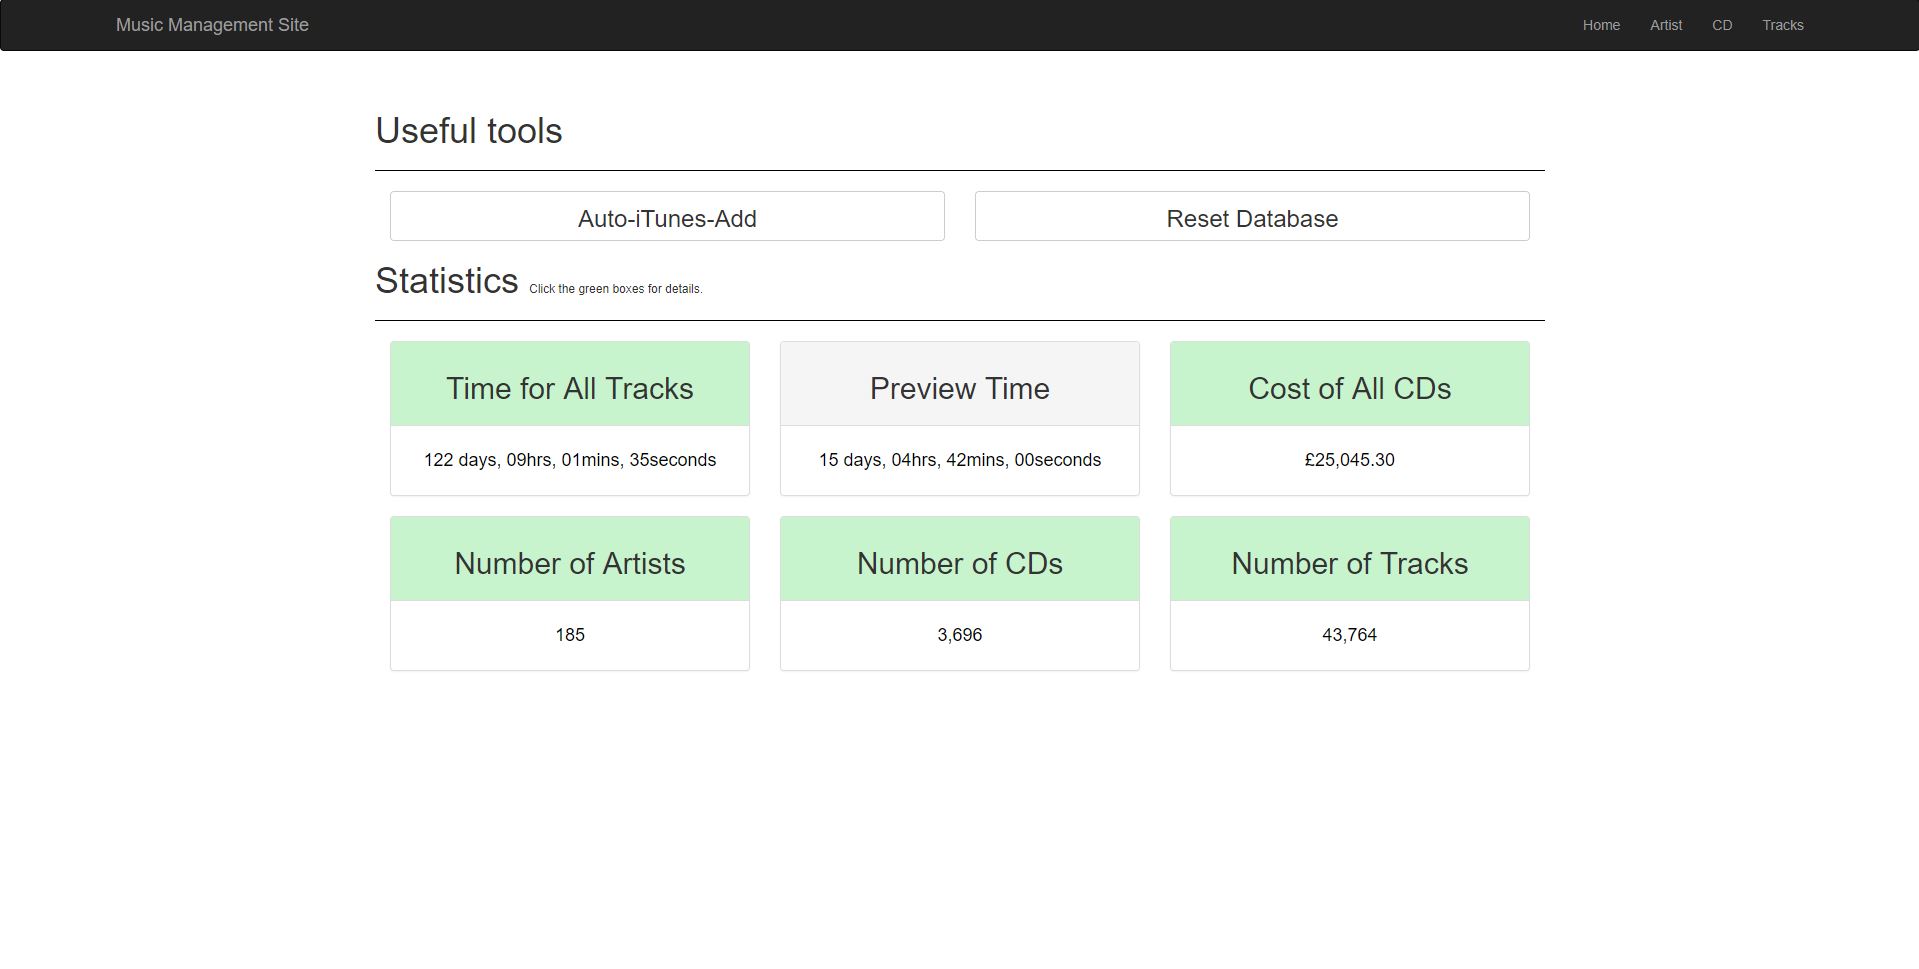 Music Management Site Home Artist CD Tracks
Useful tools
Auto-iTunes-Add Reset Database
Statistics Click the green boxes for details.
Time for All Tracks Preview Time Cost of All CDs
122 days, 09hrs, 01mins, 35seconds 15 days, 04hrs, 42mins, 00seconds £25,045.30
Number of Artists Number of CDs Number of Tracks
185 3,696 43,764